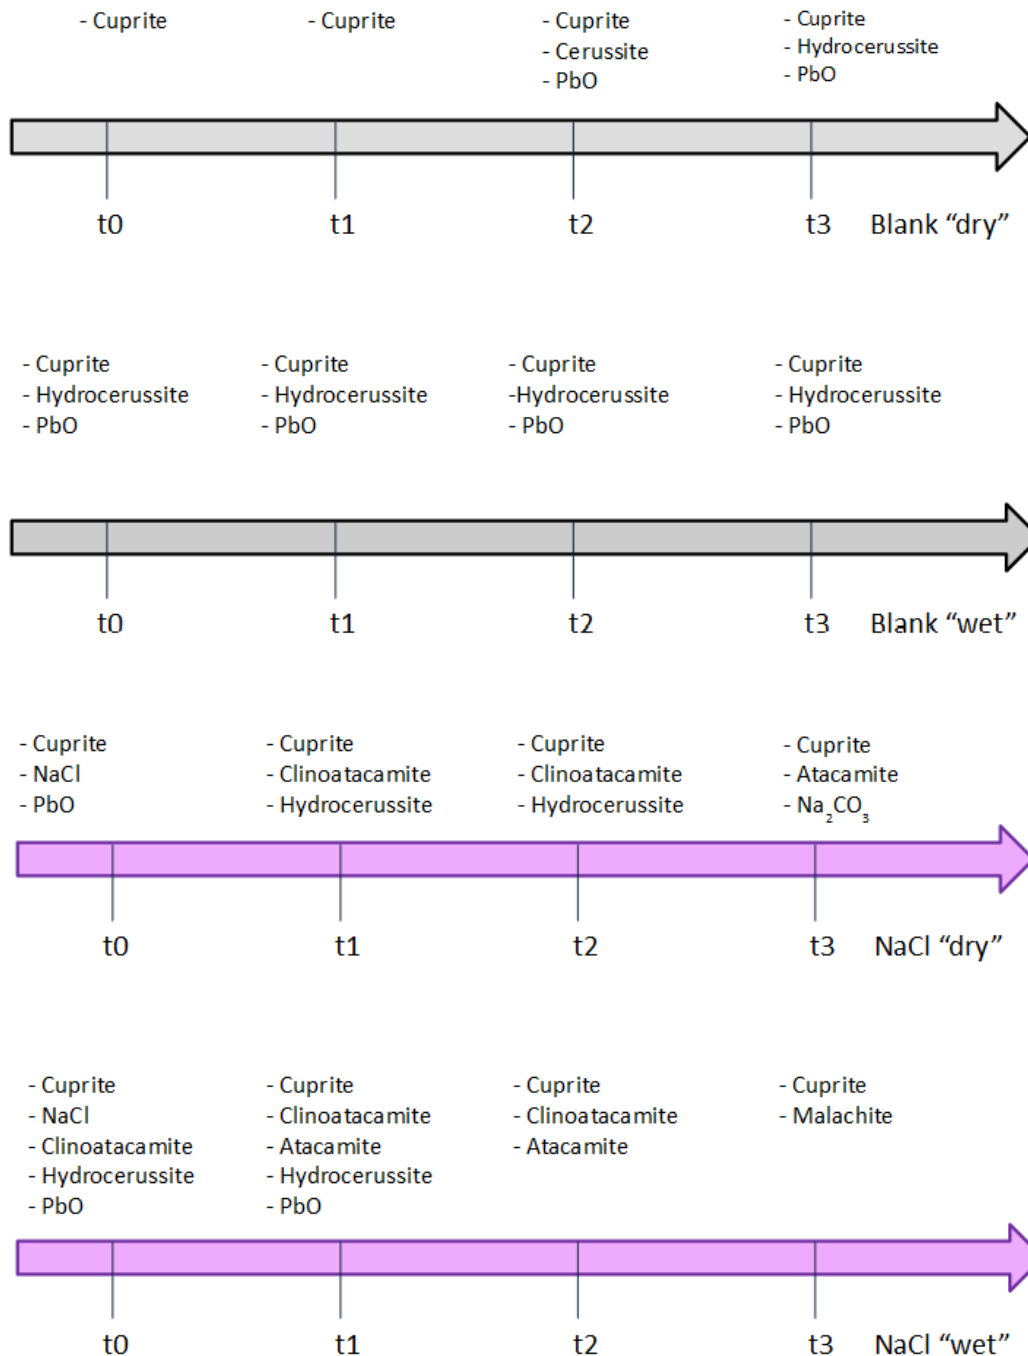 - Cuprite
- Cuprite
- Cuprite
- Cerussite
- PbO
- Cuprite
- Hydrocerussite
- PbO
t0
t1
t2
t3
Blank “dry”
- Cuprite
- Hydrocerussite
- PbO
- Cuprite
- Hydrocerussite
- PbO
- Cuprite
-Hydrocerussite
- PbO
- Cuprite
- Hydrocerussite
- PbO
t0
t1
t2
t3
Blank “wet”
- Cuprite
- NaCl
- PbO
- Cuprite
- Clinoatacamite
- Hydrocerussite
- Cuprite
- Clinoatacamite
- Hydrocerussite
- Cuprite
- Atacamite
- Na₂CO₃
t0
t1
t2
t3
NaCl “dry”
- Cuprite
- NaCl
- Clinoatacamite
- Hydrocerussite
- PbO
- Cuprite
- Clinoatacamite
- Atacamite
- Hydrocerussite
- PbO
- Cuprite
- Clinoatacamite
- Atacamite
- Cuprite
- Malachite
t0
t1
t2
t3
NaCl “wet”